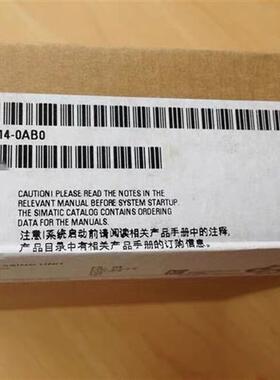 14-0AB0
CAUTION! PLEASE READ THE NOTES IN THE
RELEVANT MANUAL BEFORE SYSTEM STARTUP.
THE SIMATIC CATALOG CONTAINS ORDERING
DATA FOR THE MANUALS.
注意!系统启动前请阅读相关产品手册中的注释,
产品目录中有相关产品手册的订购信息。